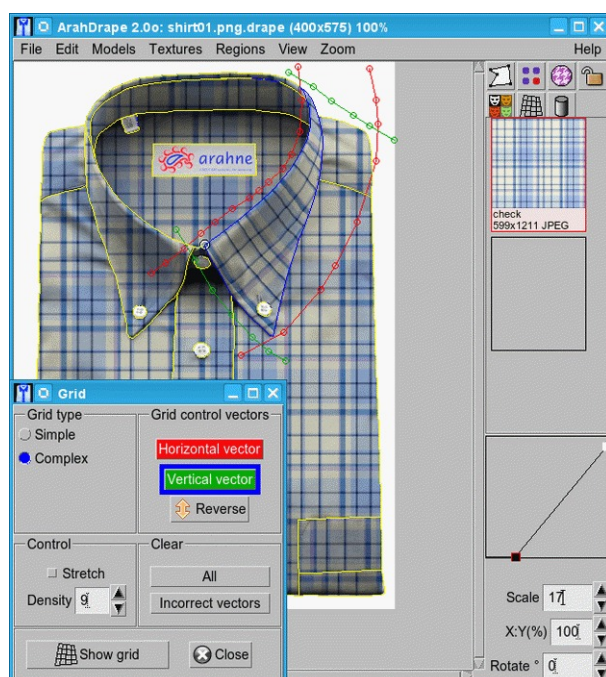 ArahDrape 2.0o: shirt01.png.drape (400x575) 100%
File Edit Models Textures Regions View Zoom Help
arahne
check
599x1211 JPEG
Grid
Grid type
Simple
Complex
Grid control vectors
Horizontal vector
Vertical vector
Reverse
Control
Stretch
Density 9
Clear
All
Incorrect vectors
Show grid
Close
Scale 17
X:Y(%) 100
Rotate ° 0